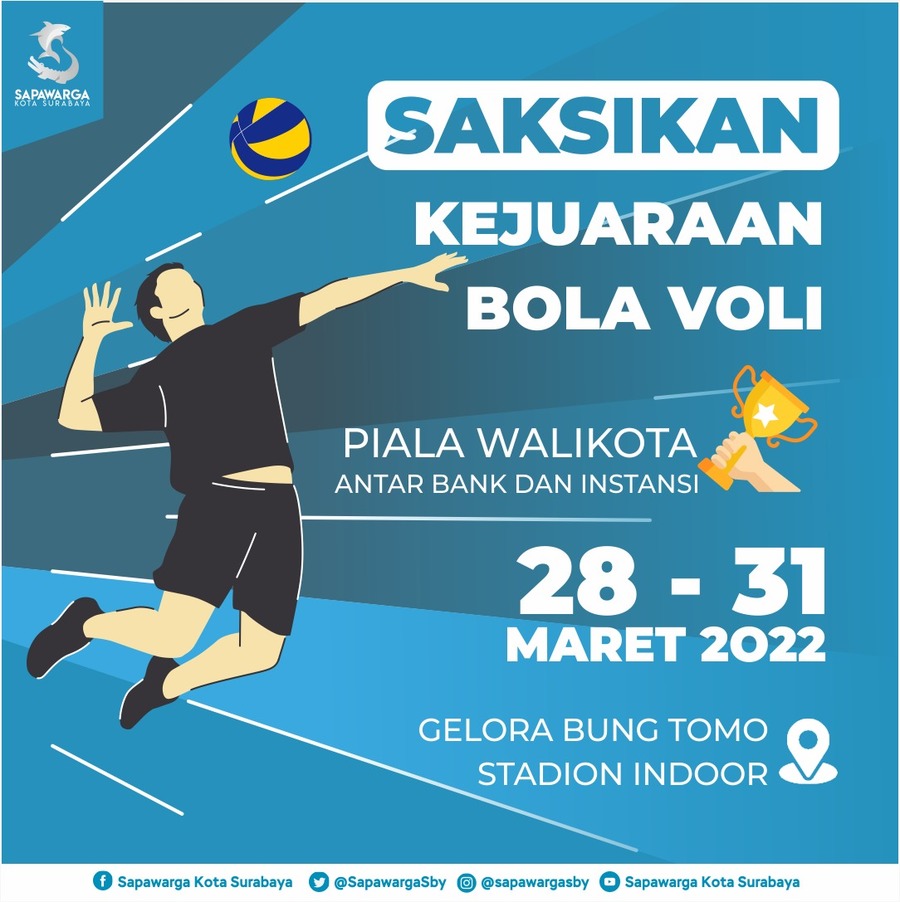 SAPAWARGA
KOTA SURABAYA
SAKSIKAN
KEJUARAAN
BOLA VOLI
PIALA WALIKOTA
ANTAR BANK DAN INSTANSI
28 - 31
MARET 2022
GELORA BUNG TOMO
STADION INDOOR
Sapawarga Kota Surabaya @SapawargaSby @sapawargasby Sapawarga Kota Surabaya